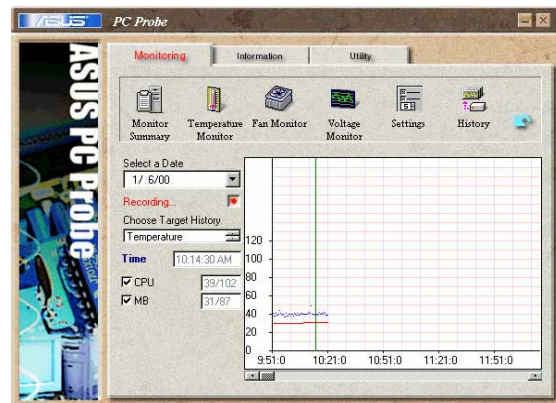 ASUS PC Probe
ASUS PC Probe
Monitoring Information Utility
Monitor Summary
Temperature Monitor
Fan Monitor
Voltage Monitor
Settings
History
Select a Date
1/ 6/00
Recording...
Choose Target History
Temperature
Time 10:14:30 AM
CPU 39/102
MB 31/87
120
100
80
60
40
20
0
9:51:0 10:21:0 10:51:0 11:21:0 11:51:0